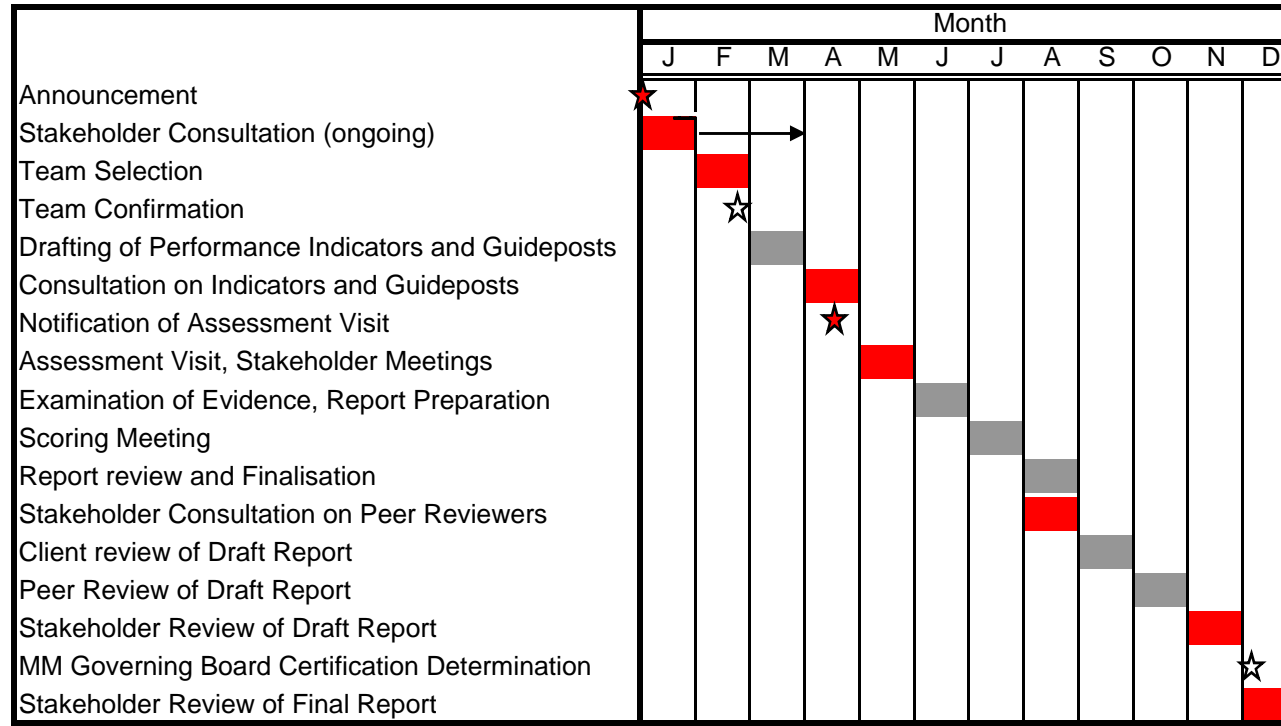 Month
J F M A M J J A S O N D
Announcement
Stakeholder Consultation (ongoing)
Team Selection
Team Confirmation
Drafting of Performance Indicators and Guideposts
Consultation on Indicators and Guideposts
Notification of Assessment Visit
Assessment Visit, Stakeholder Meetings
Examination of Evidence, Report Preparation
Scoring Meeting
Report review and Finalisation
Stakeholder Consultation on Peer Reviewers
Client review of Draft Report
Peer Review of Draft Report
Stakeholder Review of Draft Report
MM Governing Board Certification Determination
Stakeholder Review of Final Report